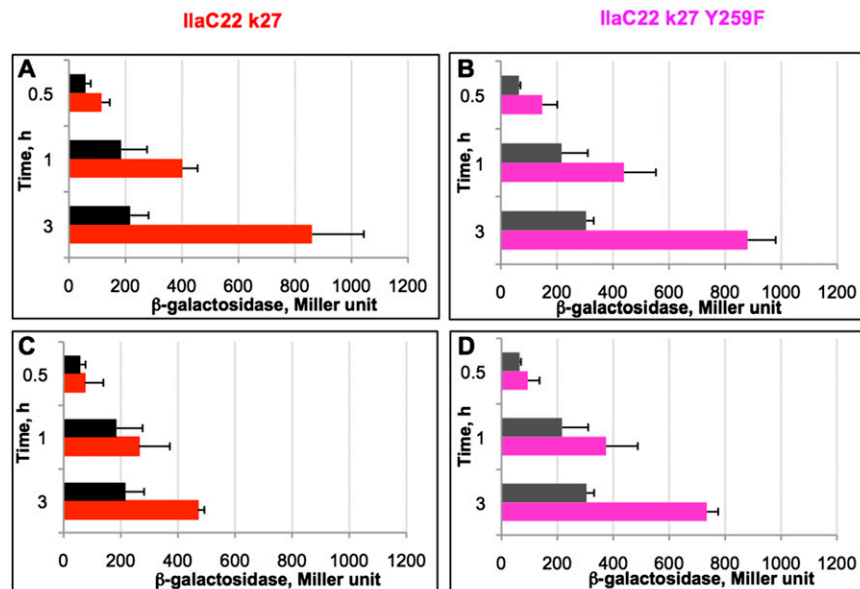 IlaC22 k27
IlaC22 k27 Y259F
A
Time, h
0.5
1
3
0 200 400 600 800 1000 1200
β-galactosidase, Miller unit
B
Time, h
0.5
1
3
0 200 400 600 800 1000 1200
β-galactosidase, Miller unit
C
Time, h
0.5
1
3
0 200 400 600 800 1000 1200
β-galactosidase, Miller unit
D
Time, h
0.5
1
3
0 200 400 600 800 1000 1200
β-galactosidase, Miller unit